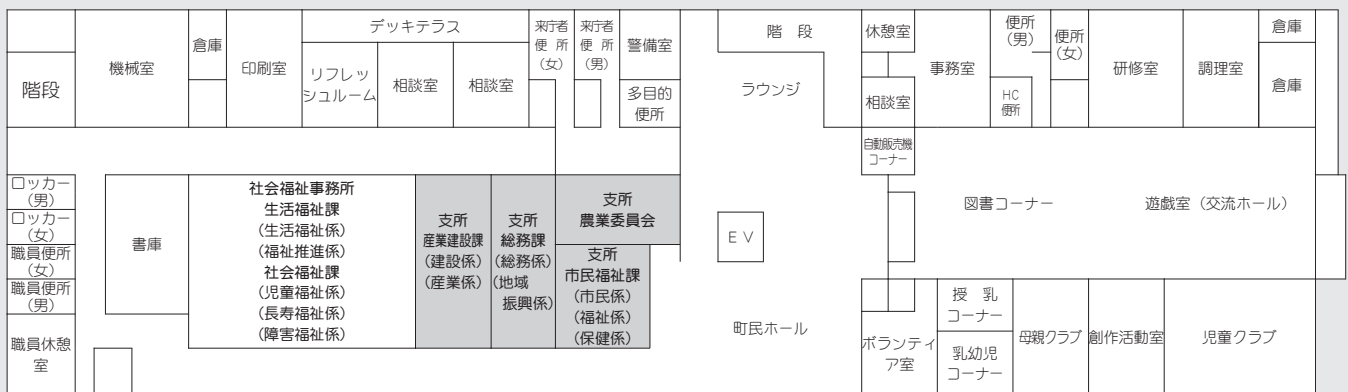 階段
機械室
倉庫
印刷室
デッキテラス
リフレッ
シュルーム
相談室
相談室
来庁者
便 所
(女)
来庁者
便 所
(男)
警備室
多目的
便所
階 段
ラウンジ
休憩室
相談室
自動販売機
コーナー
事務室
便所
(男)
HC
便所
便所
(女)
研修室
調理室
倉庫
倉庫
ロッカー
(男)
ロッカー
(女)
職員便所
(女)
職員便所
(男)
職員休憩
室
書庫
社会福祉事務所
生活福祉課
(生活福祉係)
(福祉推進係)
社会福祉課
(児童福祉係)
(長寿福祉係)
(障害福祉係)
支所
産業建設課
(建設係)
(産業係)
支所
総務課
(総務係)
(地域
振興係)
支所
農業委員会
支所
市民福祉課
(市民係)
(福祉係)
(保健係)
EV
町民ホール
図書コーナー
遊戯室(交流ホール)
ボランティ
ア室
授 乳
コーナー
乳幼児
コーナー
母親クラブ
創作活動室
児童クラブ